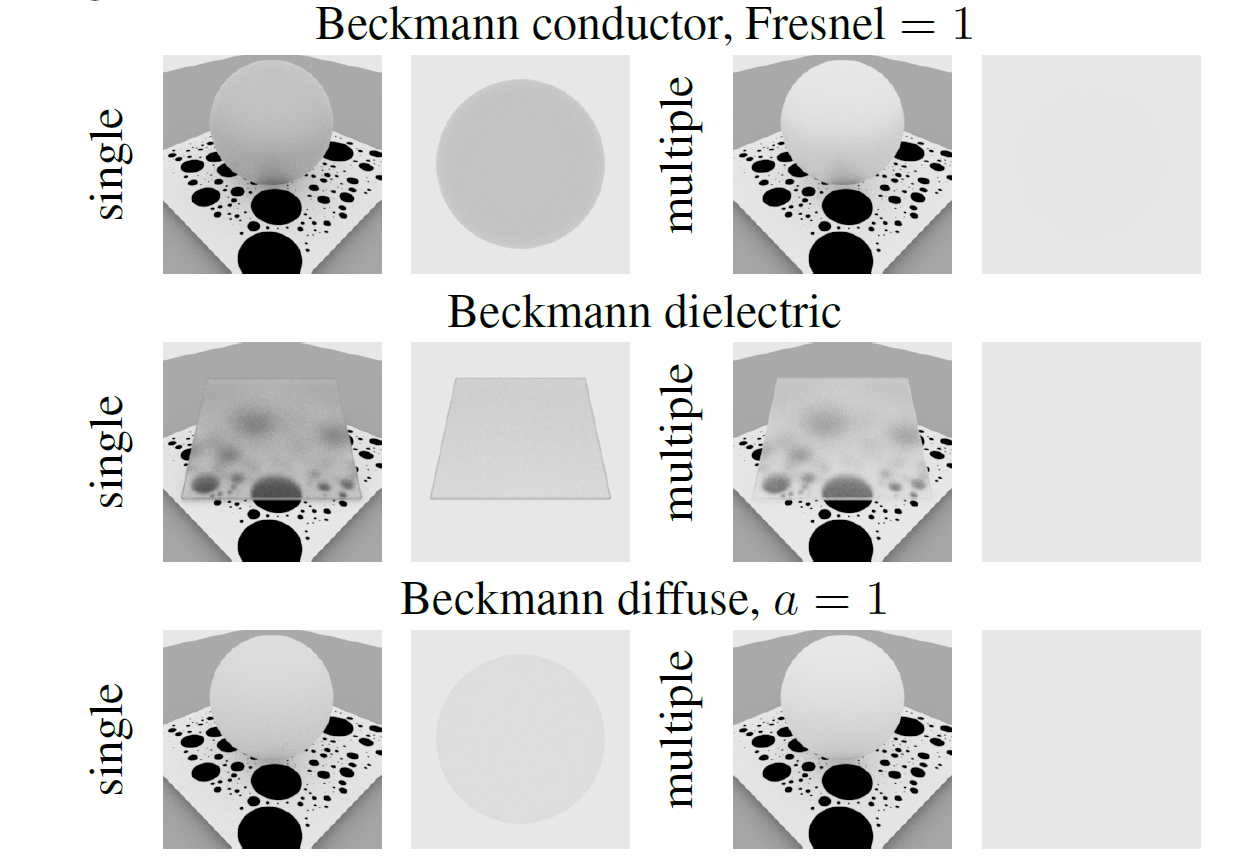 Beckmann conductor, Fresnel = 1
single
multiple
Beckmann dielectric
single
multiple
Beckmann diffuse, a = 1
single
multiple